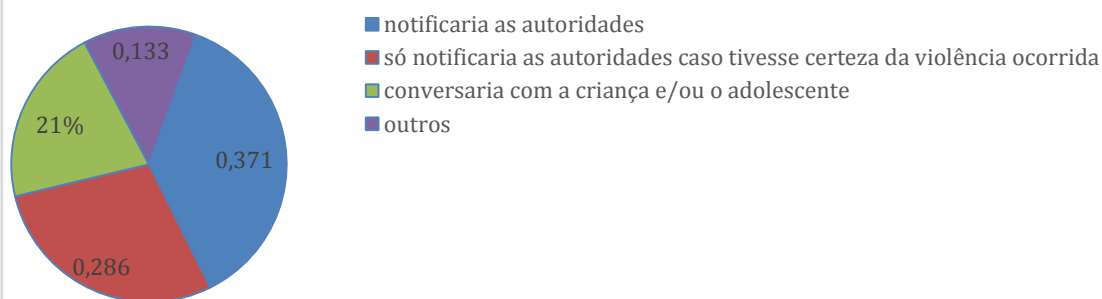 0,133
21%
0,371
0,286
notificaria as autoridades
só notificaria as autoridades caso tivesse certeza da violência ocorrida
conversaria com a criança e/ou o adolescente
outros